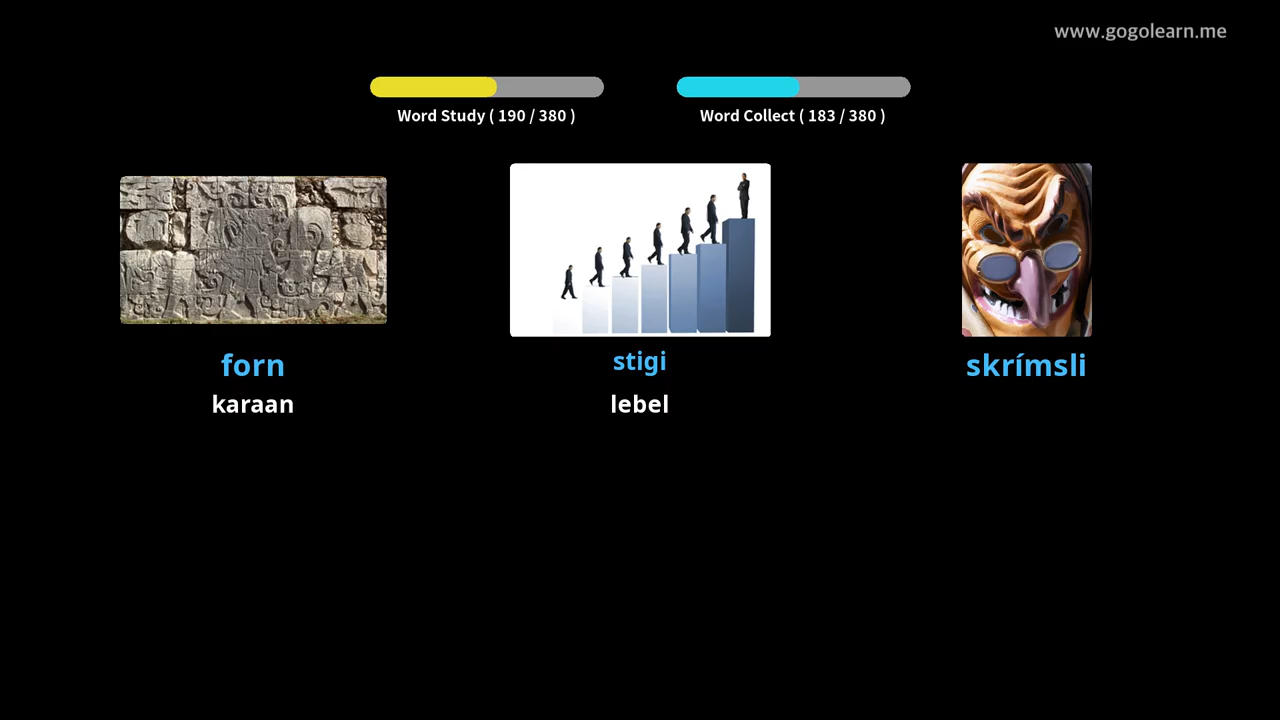 www.gogolearn.me
Word Study ( 190 / 380 )
Word Collect ( 183 / 380 )
forn
karaan
stigi
lebel
skrímsli